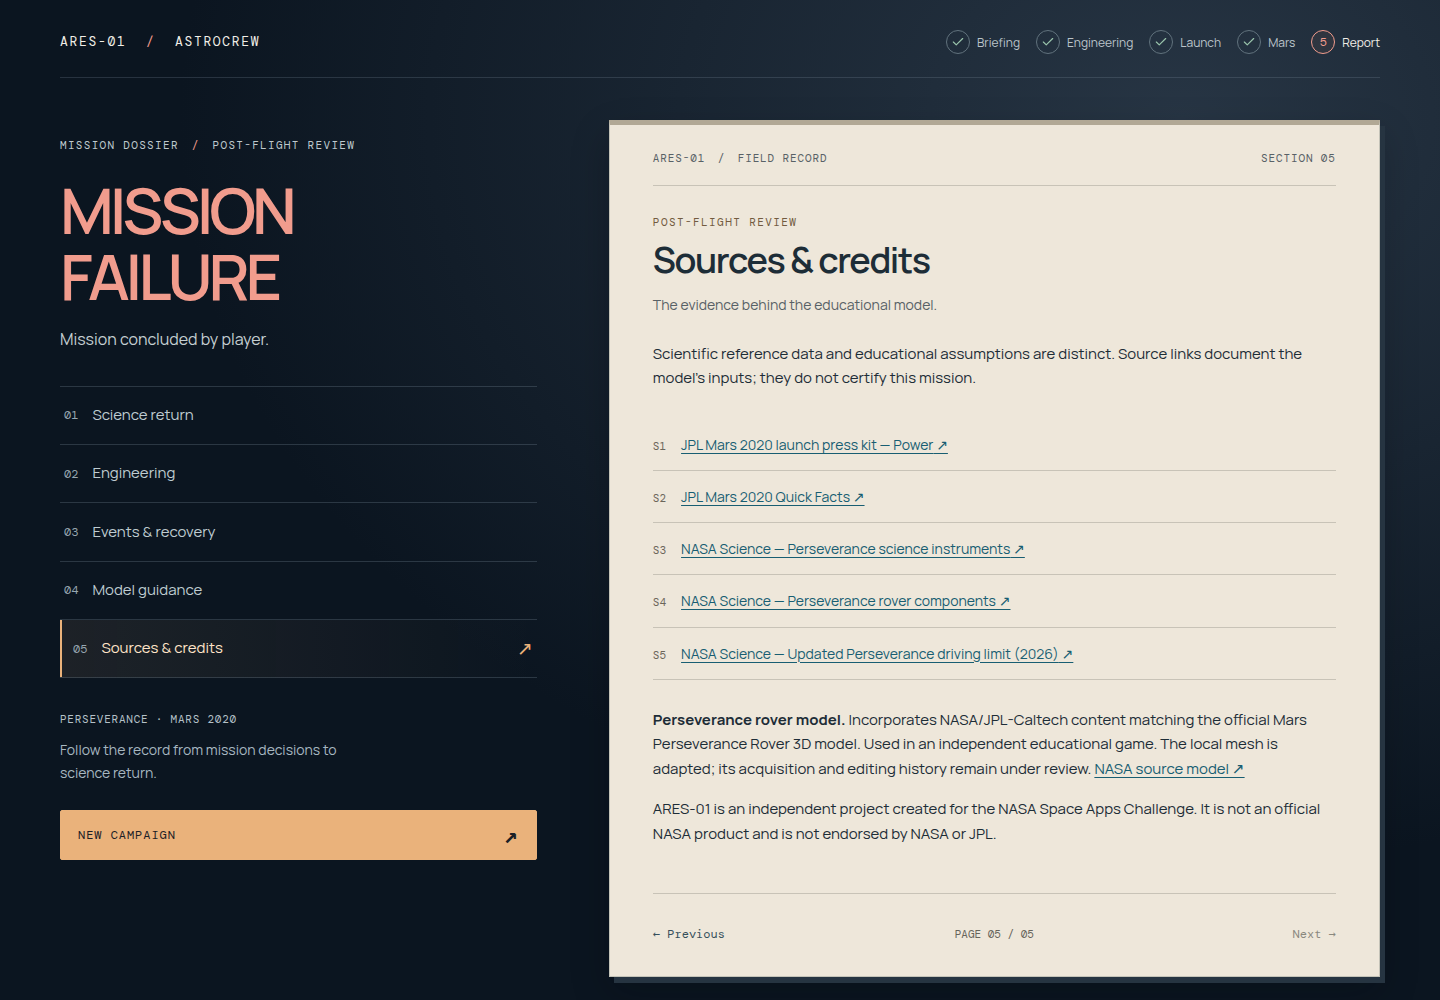 ARES-01 / ASTROCREW
Briefing Engineering Launch Mars 5 Report
MISSION DOSSIER / POST-FLIGHT REVIEW
MISSION
FAILURE
Mission concluded by player.
01 Science return
02 Engineering
03 Events & recovery
04 Model guidance
05 Sources & credits ↗
PERSEVERANCE · MARS 2020
Follow the record from mission decisions to
science return.
NEW CAMPAIGN ↗
ARES-01 / FIELD RECORD SECTION 05
POST-FLIGHT REVIEW
Sources & credits
The evidence behind the educational model.
Scientific reference data and educational assumptions are distinct. Source links document the
model's inputs; they do not certify this mission.
S1 JPL Mars 2020 launch press kit — Power ↗
S2 JPL Mars 2020 Quick Facts ↗
S3 NASA Science — Perseverance science instruments ↗
S4 NASA Science — Perseverance rover components ↗
S5 NASA Science — Updated Perseverance driving limit (2026) ↗
Perseverance rover model. Incorporates NASA/JPL-Caltech content matching the official Mars
Perseverance Rover 3D model. Used in an independent educational game. The local mesh is
adapted; its acquisition and editing history remain under review. NASA source model ↗
ARES-01 is an independent project created for the NASA Space Apps Challenge. It is not an official
NASA product and is not endorsed by NASA or JPL.
← Previous PAGE 05 / 05 Next →